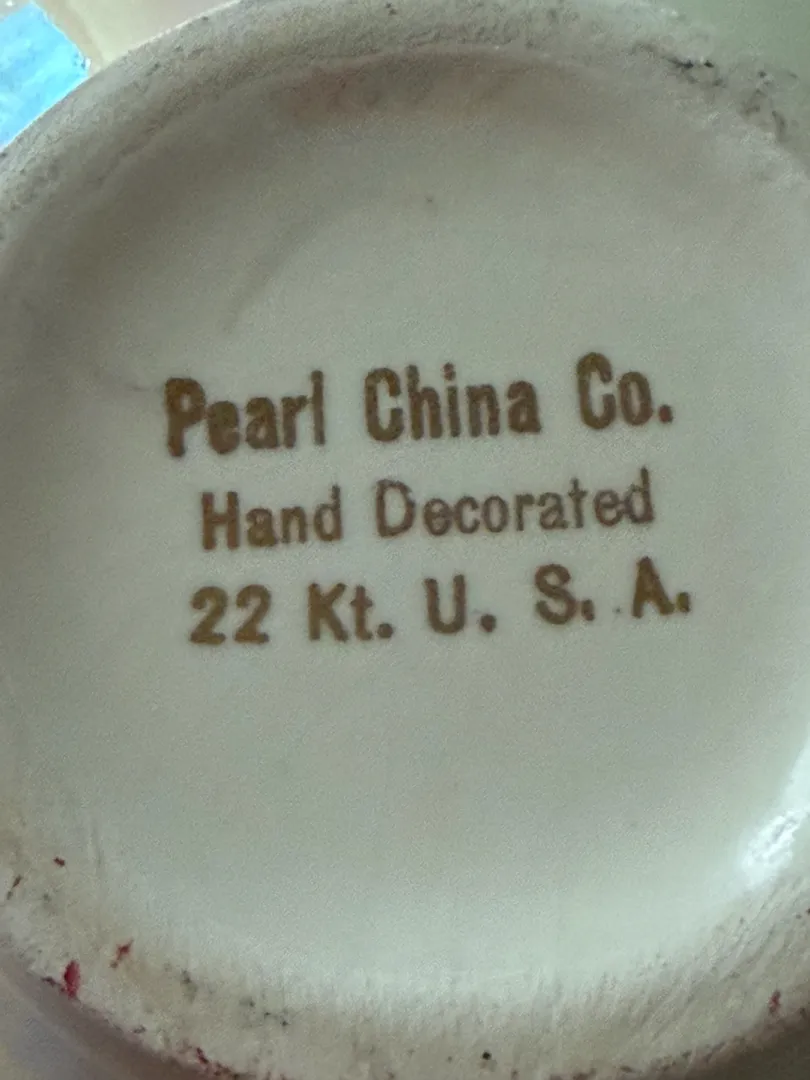 Pearl China Co.
Hand Decorated
22 Kt. U. S. A.